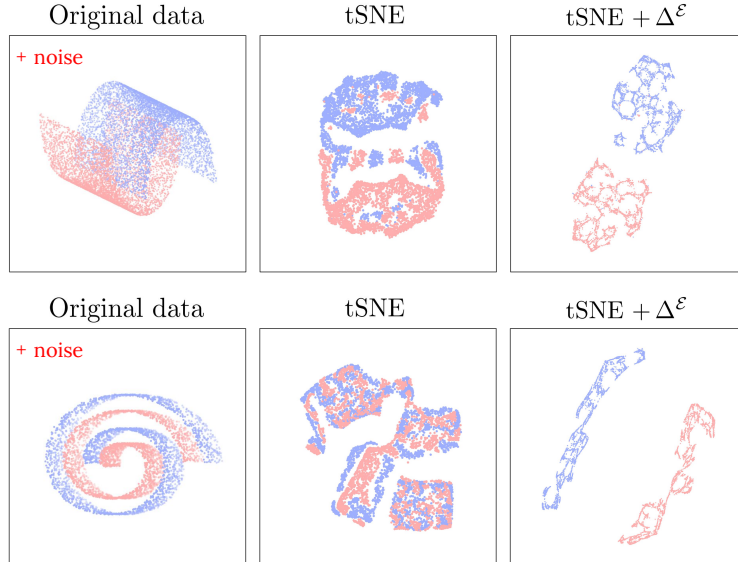 Original data
tSNE
tSNE + Δ^ℰ
+ noise
Original data
tSNE
tSNE + Δ^ℰ
+ noise